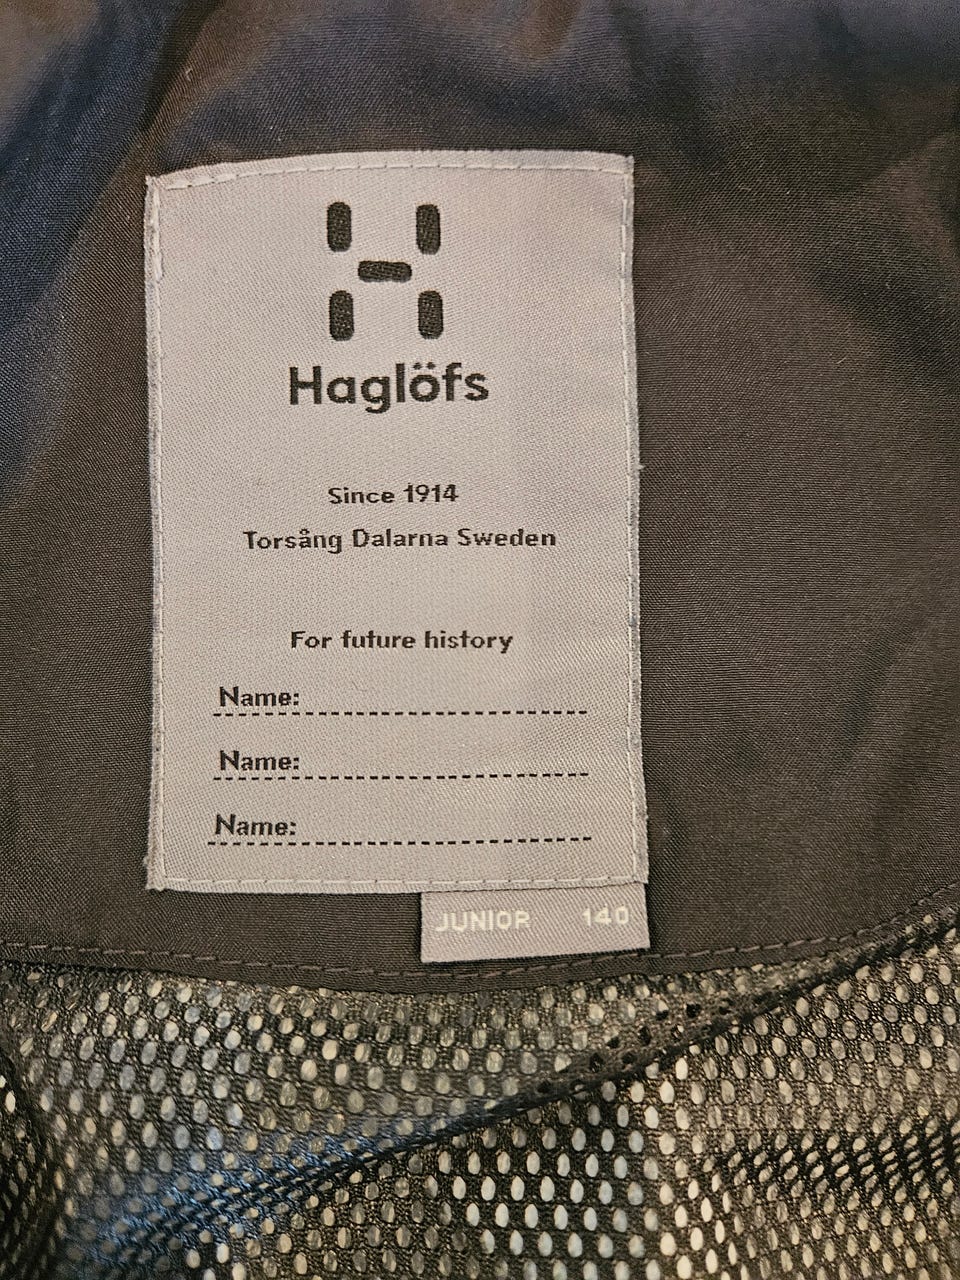 Haglöfs
Since 1914
Torsång Dalarna Sweden
For future history
Name:
Name:
Name:
JUNIOR 140